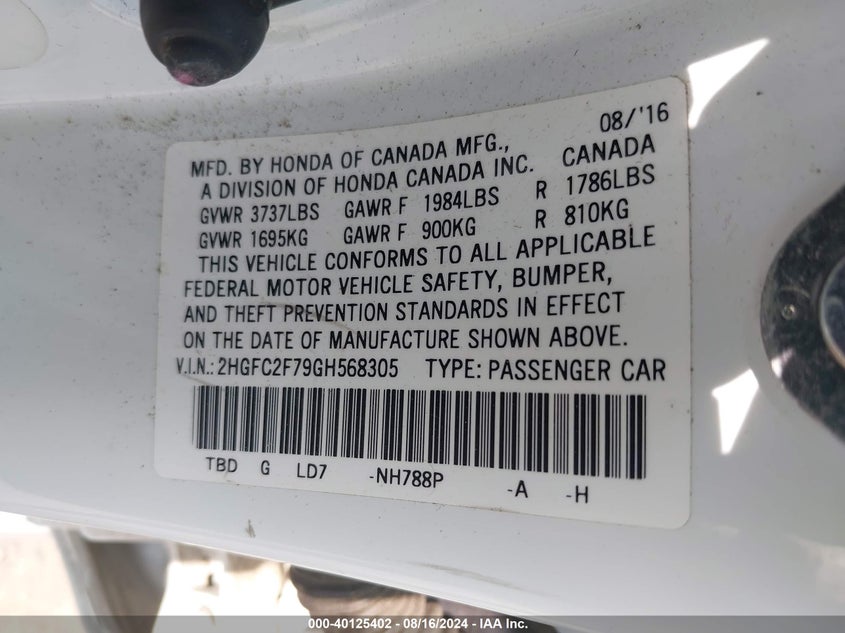 08/'16
MFD. BY HONDA OF CANADA MFG., CANADA
A DIVISION OF HONDA CANADA INC.
GVWR 3737LBS GAWR F 1984LBS R 1786LBS
GVWR 1695KG GAWR F 900KG R 810KG
THIS VEHICLE CONFORMS TO ALL APPLICABLE
FEDERAL MOTOR VEHICLE SAFETY, BUMPER,
AND THEFT PREVENTION STANDARDS IN EFFECT
ON THE DATE OF MANUFACTURE SHOWN ABOVE.
V.I.N.: 2HGFC2F79GH568305 TYPE: PASSENGER CAR
TBD G LD7 -NH788P -A -H
000-40125402 - 08/16/2024 - IAA Inc.